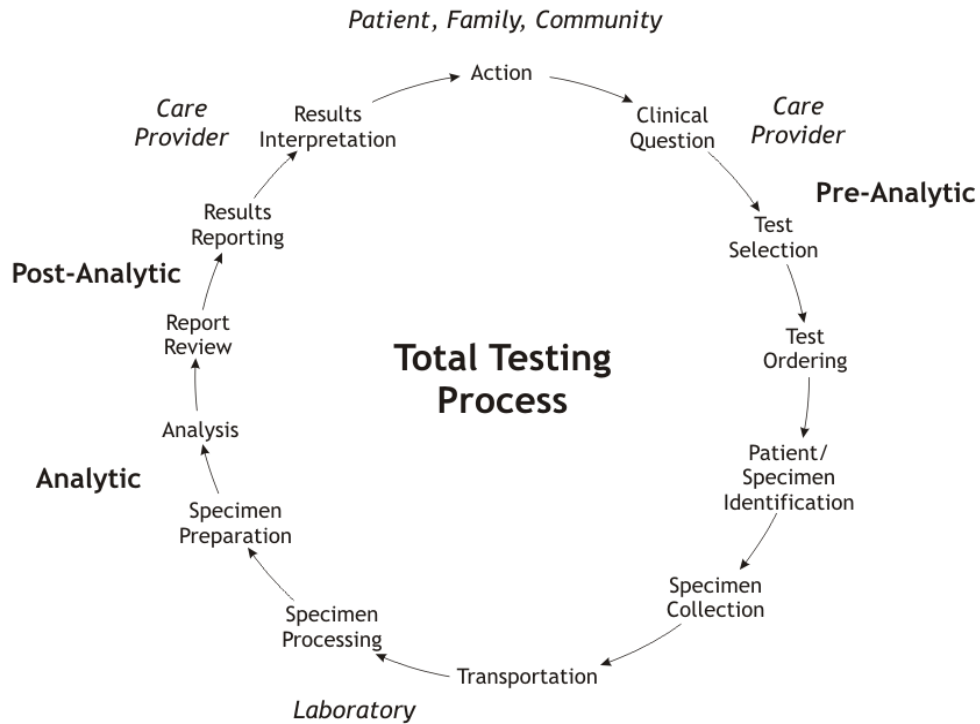 Patient, Family, Community
Action
Care
Provider
Results
Interpretation
Clinical
Question
Care
Provider
Pre-Analytic
Results
Reporting
Test
Selection
Post-Analytic
Report
Review
Test
Ordering
Total Testing
Process
Analysis
Patient/
Specimen
Identification
Analytic
Specimen
Preparation
Specimen
Collection
Specimen
Processing
Transportation
Laboratory